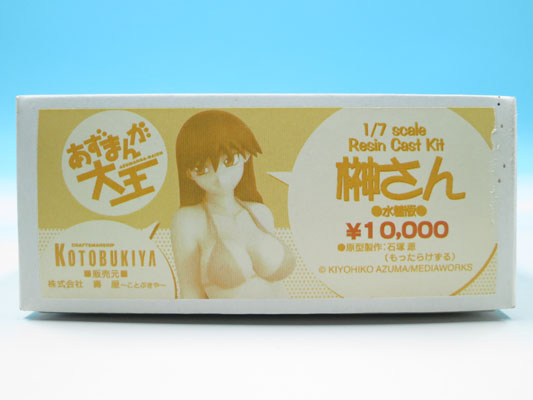 あずまんが
大王
CRAFTSMANSHIP
KOTOBUKIYA
■販売元■
株式会社 壽屋〜ことぶきや〜
1/7 scale
Resin Cast Kit
榊さん
●水着版●
¥10,000
●原型製作:石塚 源
(もったらけずる)
© KIYOHIKO AZUMA/MEDIAWORKS